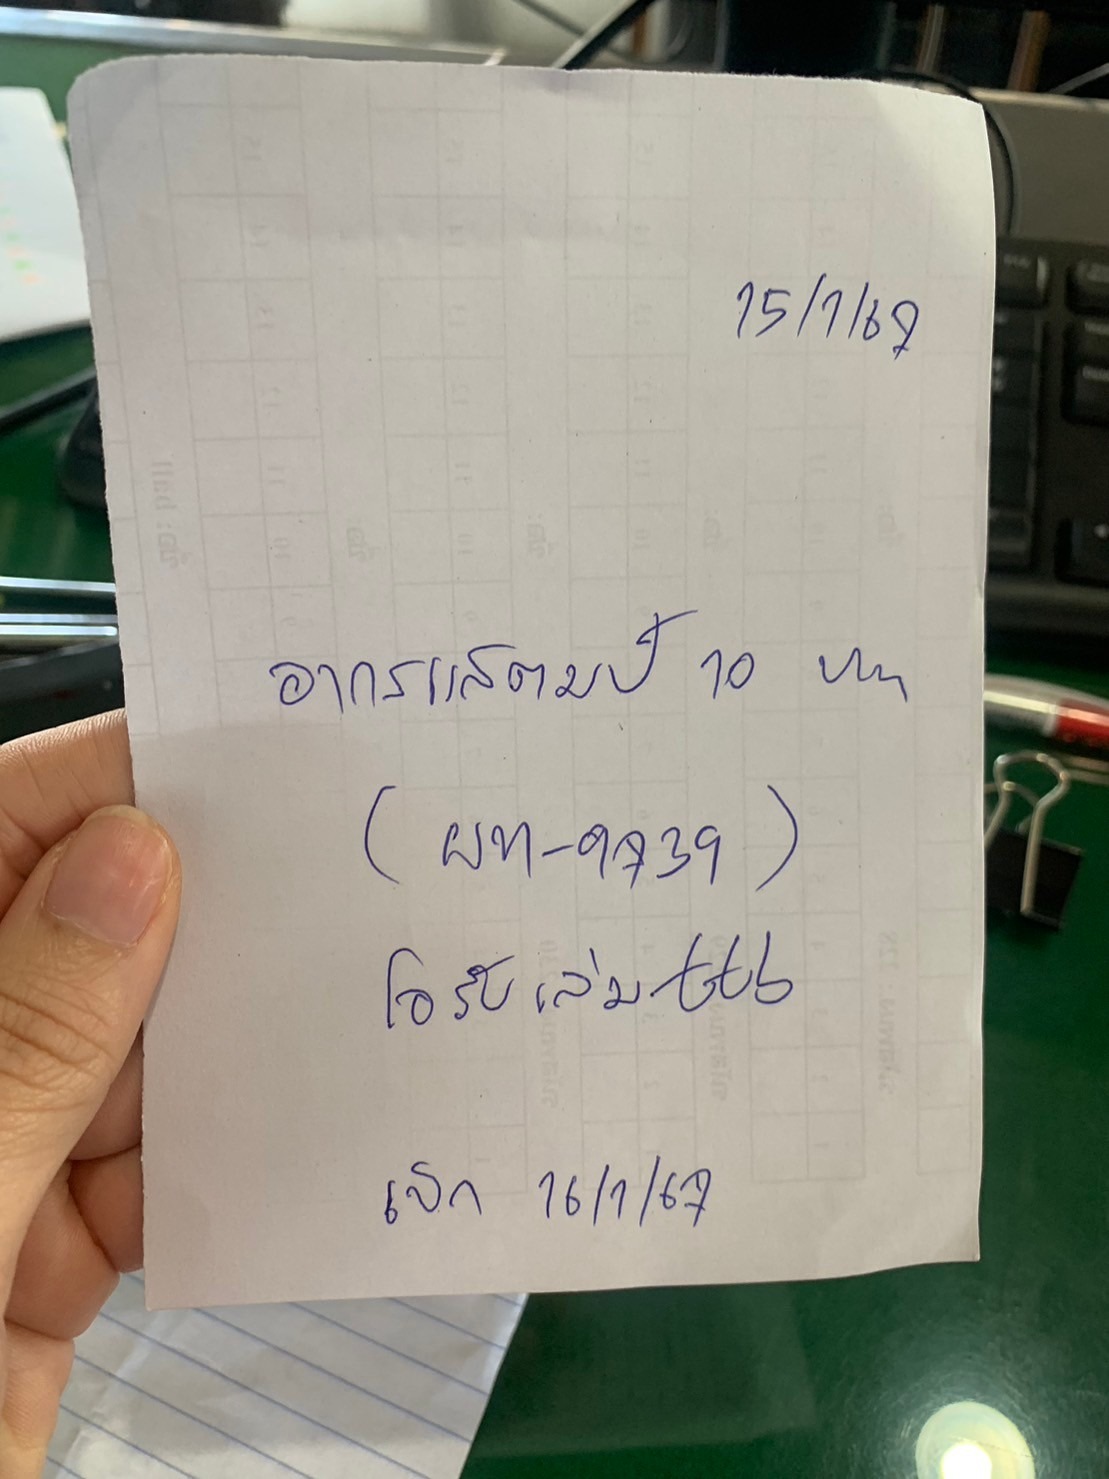 15/1/67
อากรแสตมป์ 10 บาท
(ผท-9739)
โอรับเล่ม ttb
เบิก 16/1/67